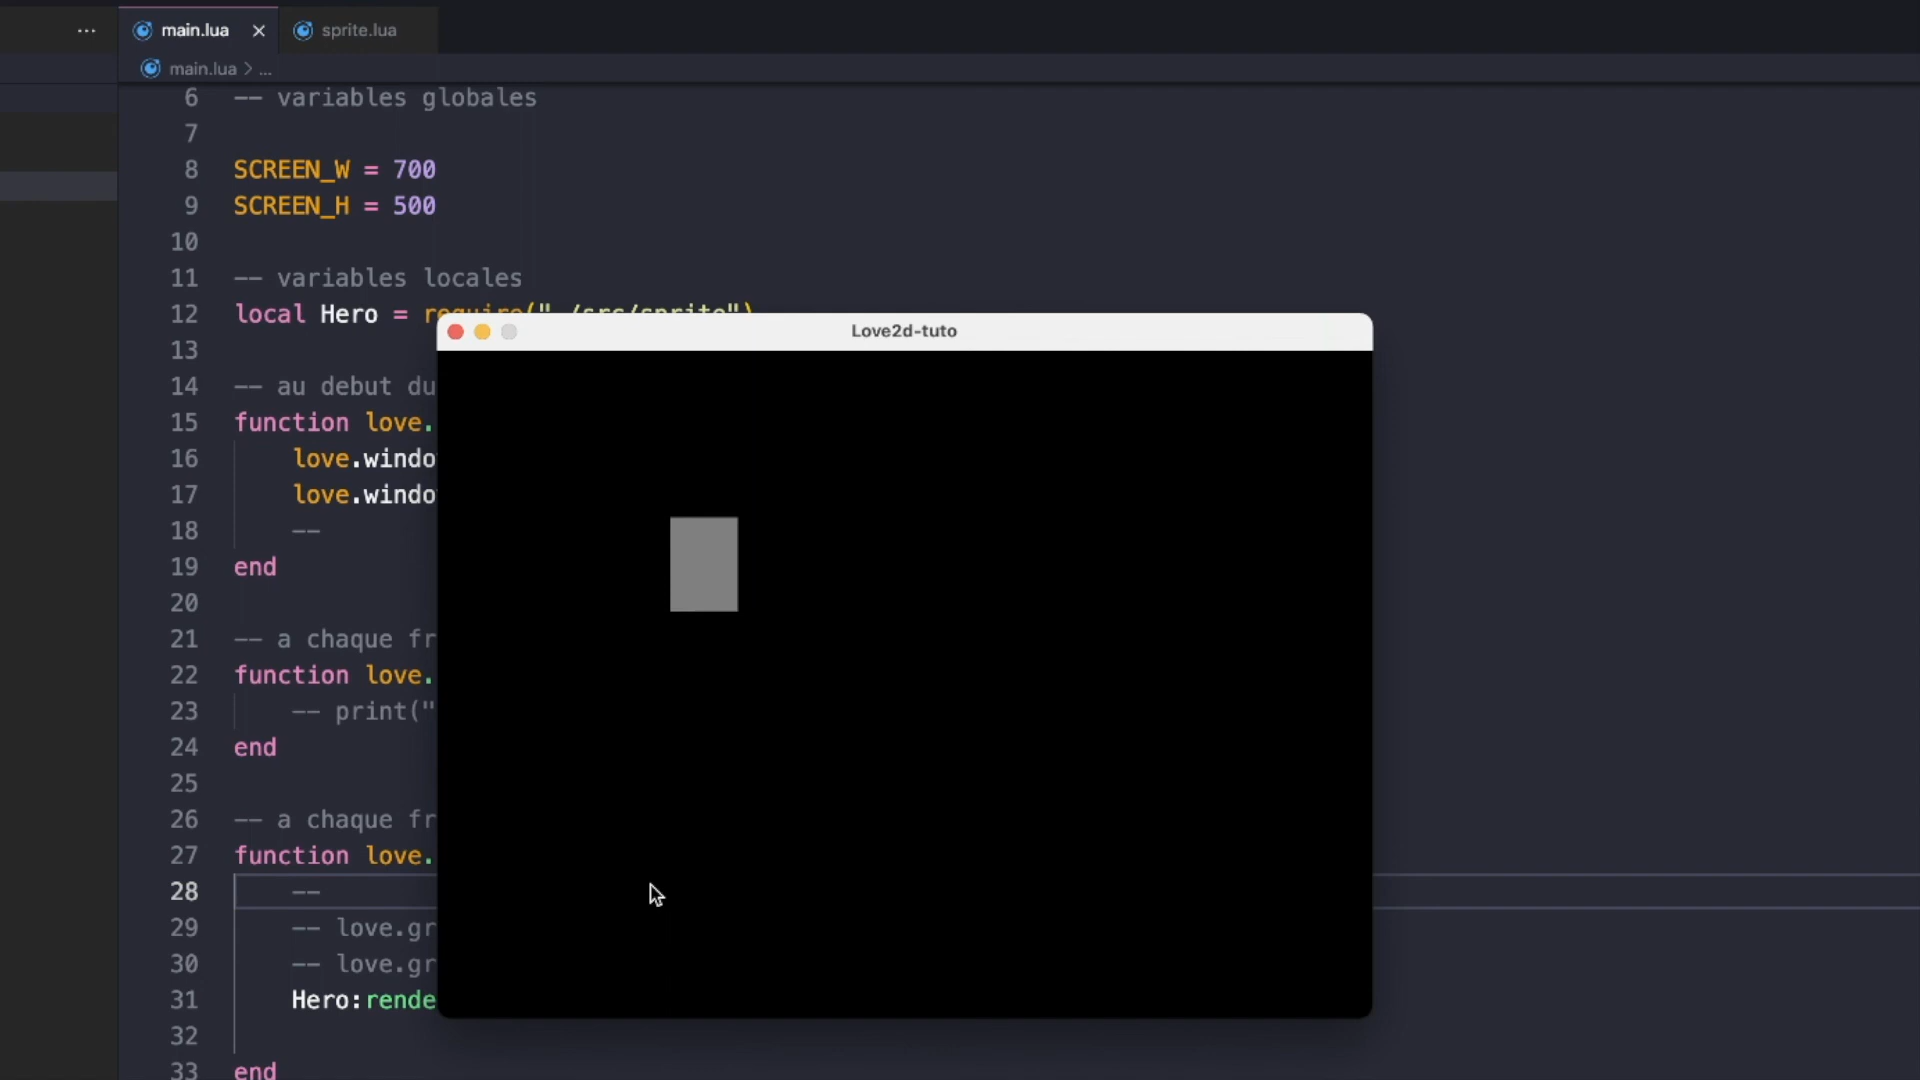 ... main.lua × sprite.lua
main.lua > ...
6 -- variables globales
7
8 SCREEN_W = 700
9 SCREEN_H = 500
10
11 -- variables locales
12 local Hero = require("./src/sprite")
Love2d-tuto
13
14 -- au debut du
15 function love.
16 love.windo
17 love.windo
18 --
19 end
20
21 -- a chaque fr
22 function love.
23 -- print("
24 end
25
26 -- a chaque fr
27 function love.
28 --
29 -- love.gr
30 -- love.gr
31 Hero:rende
32
33 end